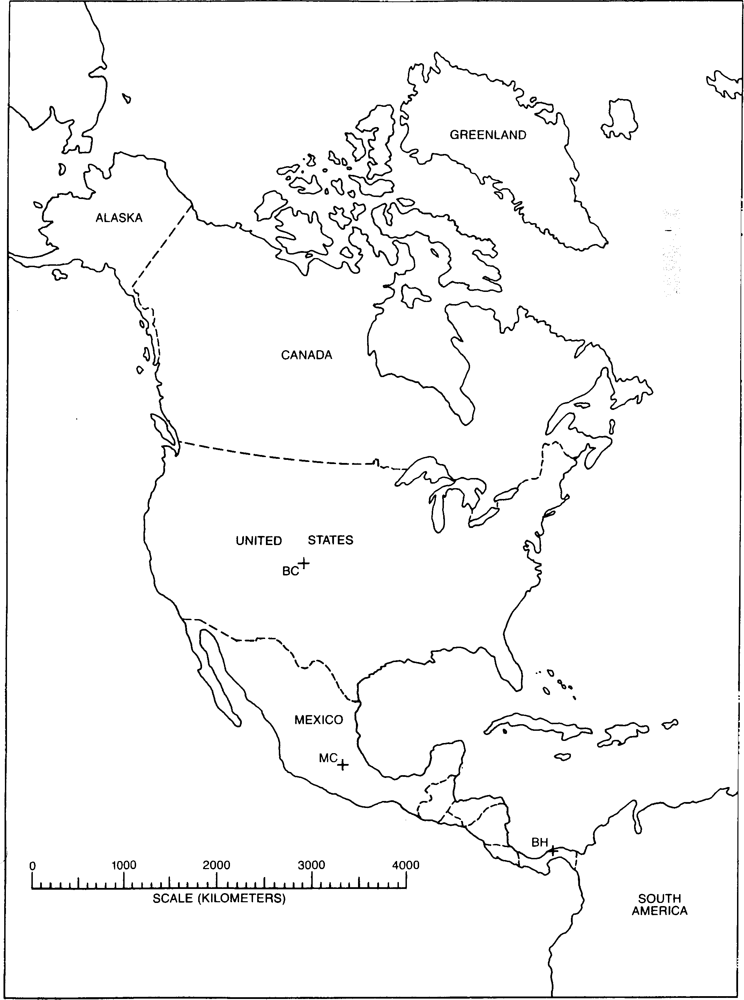 GREENLAND
ALASKA
CANADA
UNITED STATES
BC
MEXICO
MC
BH
0 1000 2000 3000 4000
SCALE (KILOMETERS)
SOUTH
AMERICA